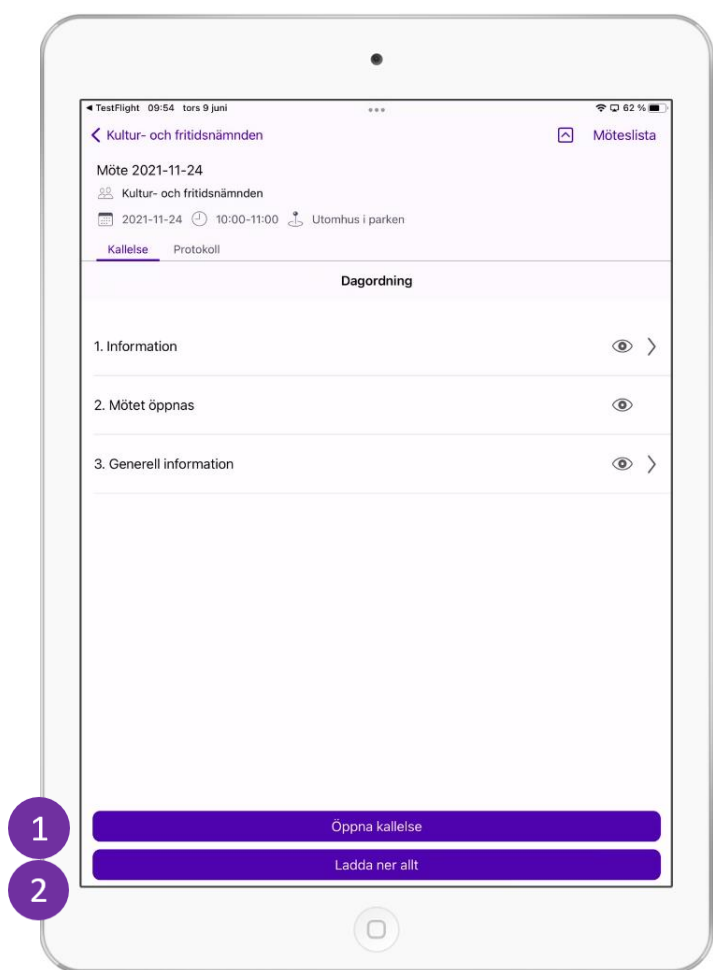 ◄ TestFlight 09:54 tors 9 juni 62 %
Kultur- och fritidsnämnden Möteslista
Möte 2021-11-24
Kultur- och fritidsnämnden
2021-11-24 10:00-11:00 Utomhus i parken
Kallelse Protokoll
Dagordning
1. Information
2. Mötet öppnas
3. Generell information
1 Öppna kallelse
2 Ladda ner allt